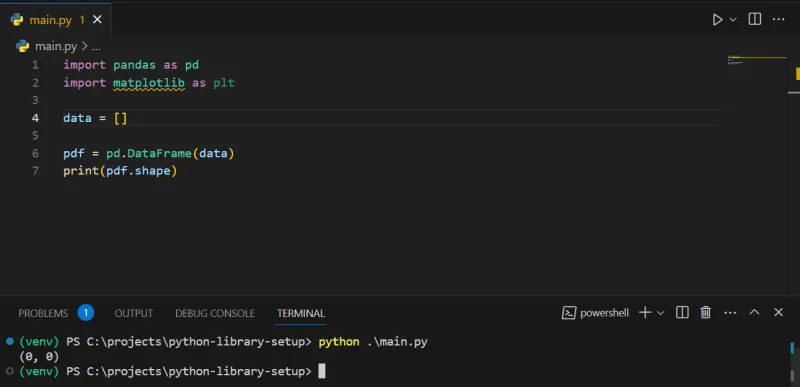 main.py 1
main.py > ...
1 import pandas as pd
2 import matplotlib as plt
3
4 data = []
5
6 pdf = pd.DataFrame(data)
7 print(pdf.shape)
PROBLEMS 1 OUTPUT DEBUG CONSOLE TERMINAL powershell
(venv) PS C:\projects\python-library-setup> python .\main.py
(0, 0)
(venv) PS C:\projects\python-library-setup>